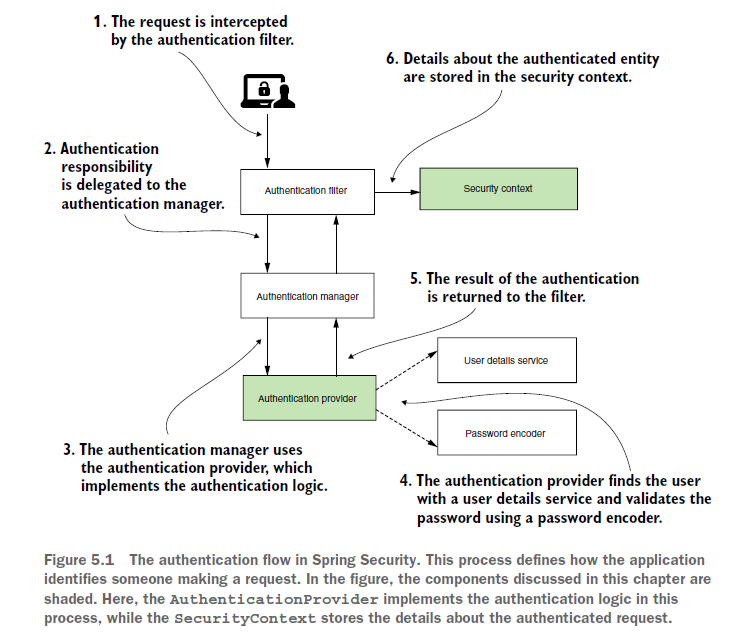 1. The request is intercepted
by the authentication filter.
6. Details about the authenticated entity
are stored in the security context.
2. Authentication
responsibility
is delegated to the
authentication manager.
Authentication filter
Security context
Authentication manager
5. The result of the authentication
is returned to the filter.
User details service
Authentication provider
Password encoder
3. The authentication manager uses
the authentication provider, which
implements the authentication logic.
4. The authentication provider finds the user
with a user details service and validates the
password using a password encoder.
Figure 5.1 The authentication flow in Spring Security. This process defines how the application
identifies someone making a request. In the figure, the components discussed in this chapter are
shaded. Here, the AuthenticationProvider implements the authentication logic in this
process, while the SecurityContext stores the details about the authenticated request.